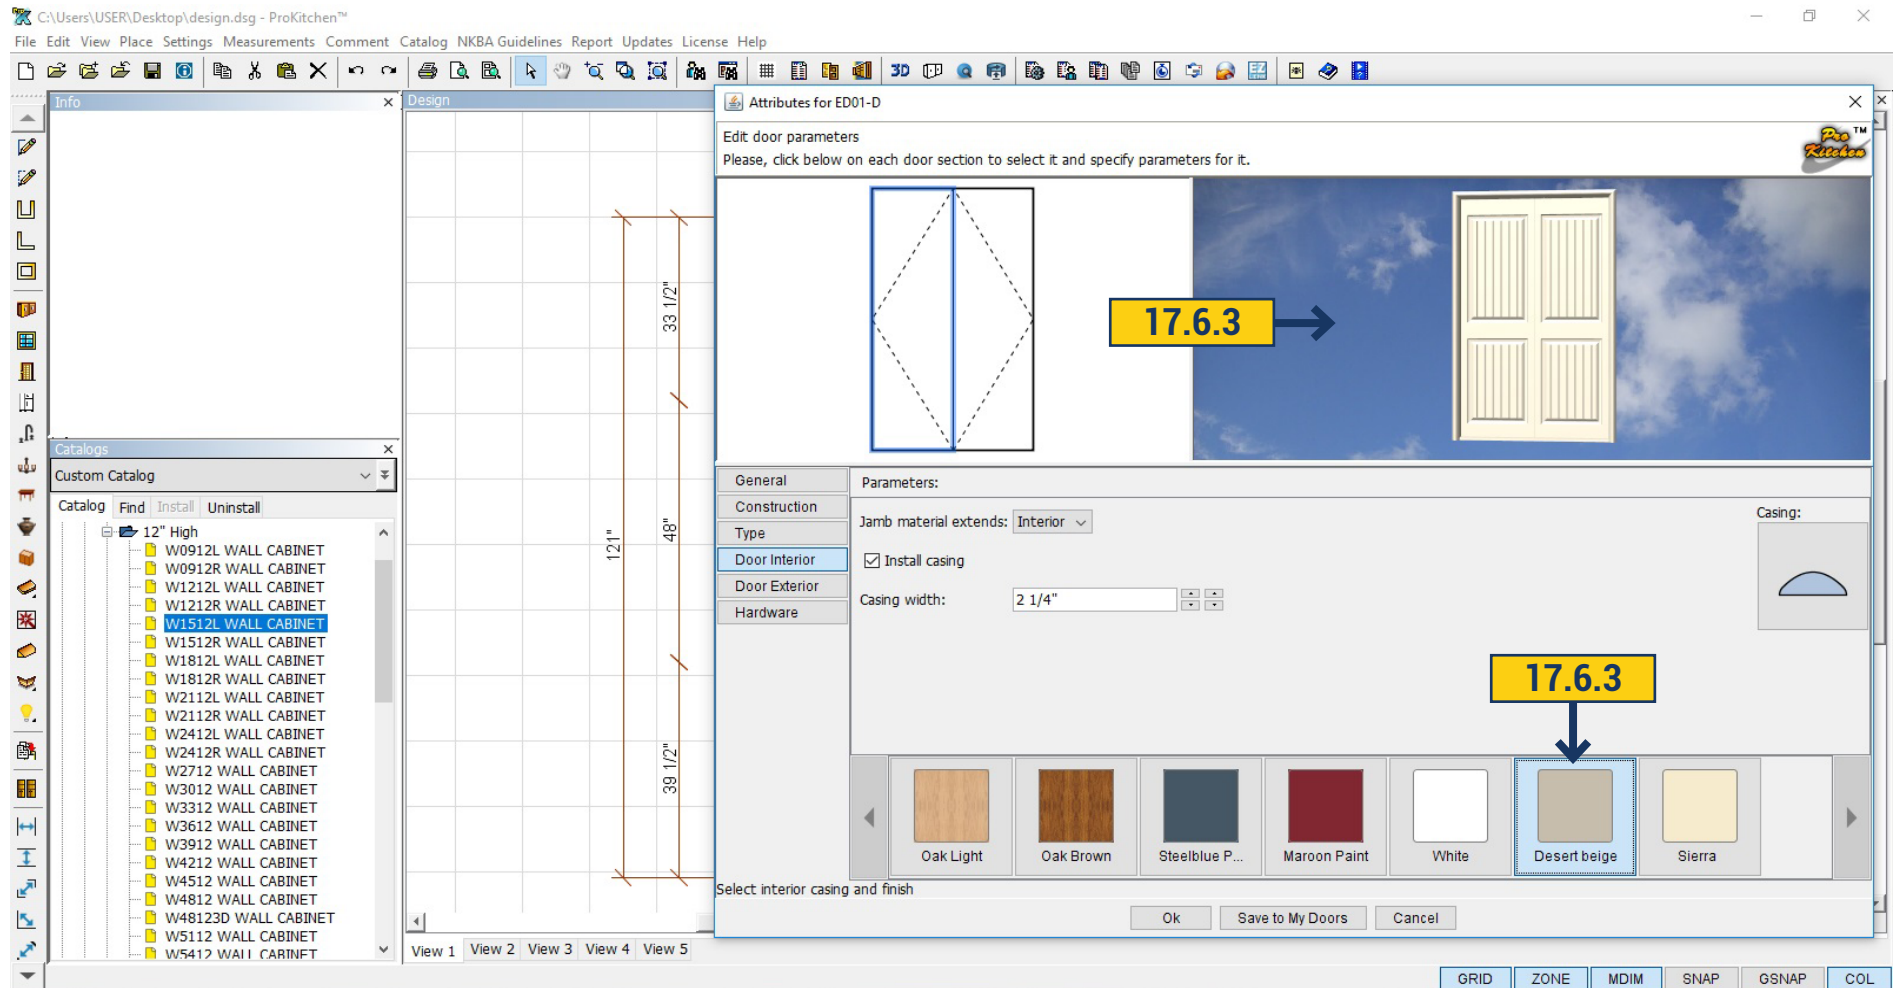 C:\Users\USER\Desktop\design.dsg - ProKitchen™
File Edit View Place Settings Measurements Comment Catalog NKBA Guidelines Report Updates License Help
3D
Info
Design
Attributes for ED01-D
Edit door parameters
Please, click below on each door section to select it and specify parameters for it.
Pro ™
Kitchen
33 1/2"
48"
121"
39 1/2"
17.6.3
Catalogs
Custom Catalog
Catalog Find Install Uninstall
12" High
W0912L WALL CABINET
W0912R WALL CABINET
W1212L WALL CABINET
W1212R WALL CABINET
W1512L WALL CABINET
W1512R WALL CABINET
W1812L WALL CABINET
W1812R WALL CABINET
W2112L WALL CABINET
W2112R WALL CABINET
W2412L WALL CABINET
W2412R WALL CABINET
W2712 WALL CABINET
W3012 WALL CABINET
W3312 WALL CABINET
W3612 WALL CABINET
W3912 WALL CABINET
W4212 WALL CABINET
W4512 WALL CABINET
W4812 WALL CABINET
W48123D WALL CABINET
W5112 WALL CABINET
W5412 WALL CABINET
General
Construction
Type
Door Interior
Door Exterior
Hardware
Parameters:
Jamb material extends: Interior
Install casing
Casing width: 2 1/4"
Casing:
17.6.3
Oak Light
Oak Brown
Steelblue P...
Maroon Paint
White
Desert beige
Sierra
Select interior casing and finish
Ok Save to My Doors Cancel
View 1 View 2 View 3 View 4 View 5
GRID ZONE MDIM SNAP GSNAP COL